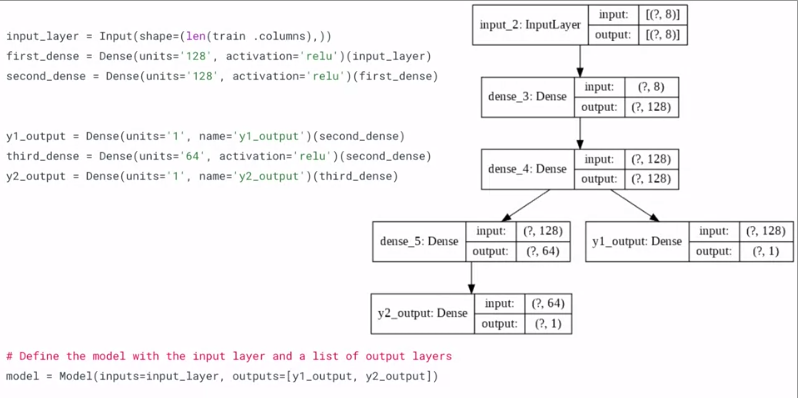 input_layer = Input(shape=(len(train .columns),))
first_dense = Dense(units='128', activation='relu')(input_layer)
second_dense = Dense(units='128', activation='relu')(first_dense)
y1_output = Dense(units='1', name='y1_output')(second_dense)
third_dense = Dense(units='64', activation='relu')(second_dense)
y2_output = Dense(units='1', name='y2_output')(third_dense)
# Define the model with the input layer and a list of output layers
model = Model(inputs=input_layer, outputs=[y1_output, y2_output])
input_2: InputLayer
input: [(?, 8)]
output: [(?, 8)]
dense_3: Dense
input: (?, 8)
output: (?, 128)
dense_4: Dense
input: (?, 128)
output: (?, 128)
dense_5: Dense
input: (?, 128)
output: (?, 64)
y1_output: Dense
input: (?, 128)
output: (?, 1)
y2_output: Dense
input: (?, 64)
output: (?, 1)